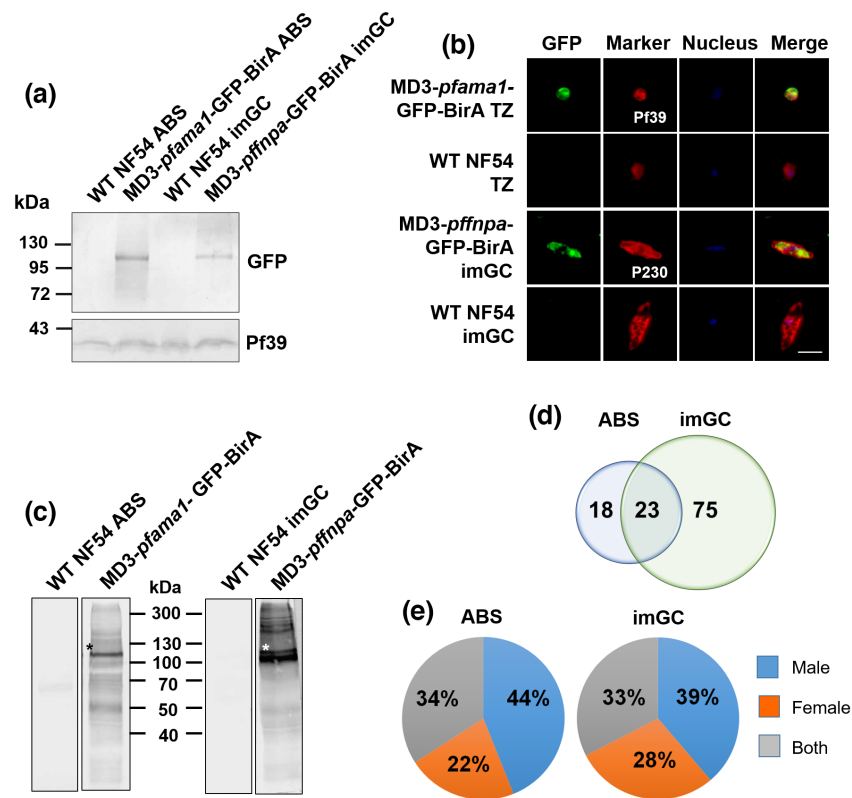 (a)
WT NF54 ABS
MD3-pfama1-GFP-BirA ABS
WT NF54 imGC
MD3-pffnpa-GFP-BirA imGC
kDa
130
95
72
43
GFP
Pf39
(b)
GFP Marker Nucleus Merge
MD3-pfama1-
GFP-BirA TZ
Pf39
WT NF54
TZ
MD3-pffnpa-
GFP-BirA
imGC
P230
WT NF54
imGC
(c)
WT NF54 ABS
MD3-pfama1- GFP-BirA
kDa
WT NF54 imGC
MD3-pffnpa-GFP-BirA
300
130
100
70
50
40
*
*
(d)
ABS imGC
18 23 75
(e)
ABS imGC
34% 44% 22%
33% 39% 28%
Male
Female
Both